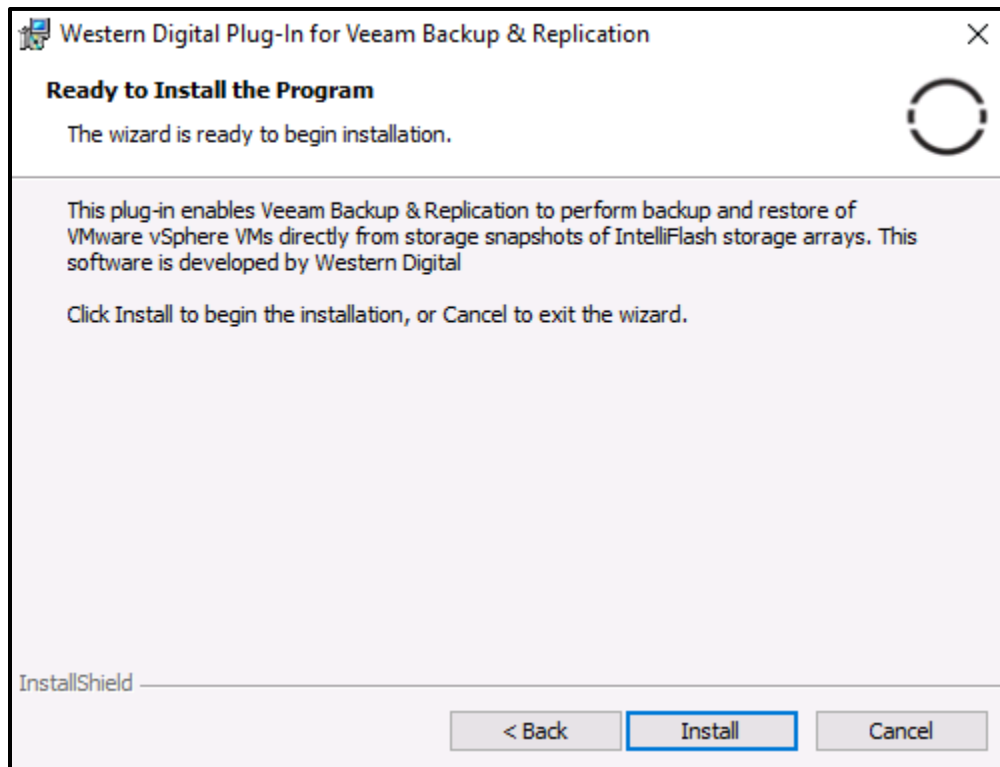 Western Digital Plug-In for Veeam Backup & Replication
Ready to Install the Program
The wizard is ready to begin installation.
This plug-in enables Veeam Backup & Replication to perform backup and restore of
VMware vSphere VMs directly from storage snapshots of IntelliFlash storage arrays. This
software is developed by Western Digital
Click Install to begin the installation, or Cancel to exit the wizard.
InstallShield
< Back
Install
Cancel